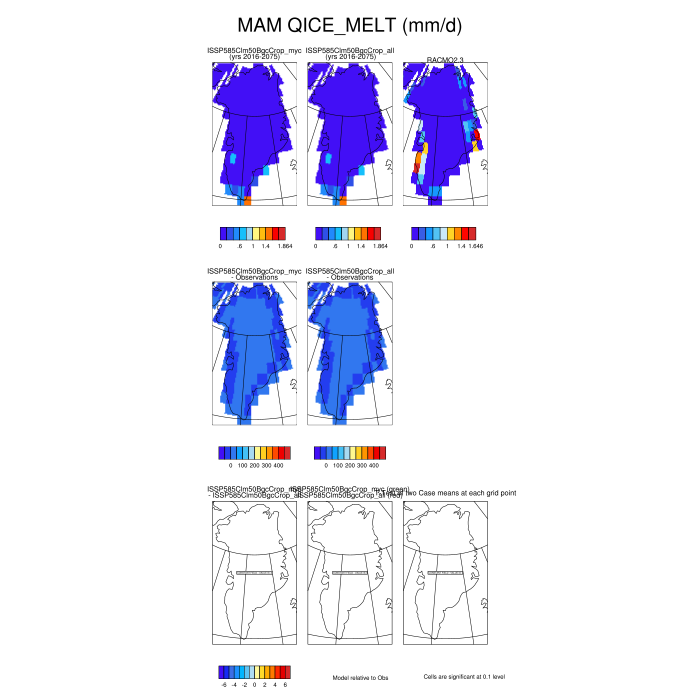 MAM QICE_MELT (mm/d)
ISSP585Clm50BgcCrop_myc
(yrs 2016-2075)
ISSP585Clm50BgcCrop_all
(yrs 2016-2075)
RACMO2.3
0 .6 1 1.4 1.864
0 .6 1 1.4 1.864
0 .6 1 1.4 1.646
ISSP585Clm50BgcCrop_myc
- Observations
ISSP585Clm50BgcCrop_all
- Observations
0 100 200 300 400
0 100 200 300 400
ISSP585Clm50BgcCrop_myc
- ISSP585Clm50BgcCrop_all
ISSP585Clm50BgcCrop_myc (green)
ISSP585Clm50BgcCrop_all (red)
two Case means at each grid point
-6 -4 -2 0 2 4 6
Model relative to Obs
Cells are significant at 0.1 level